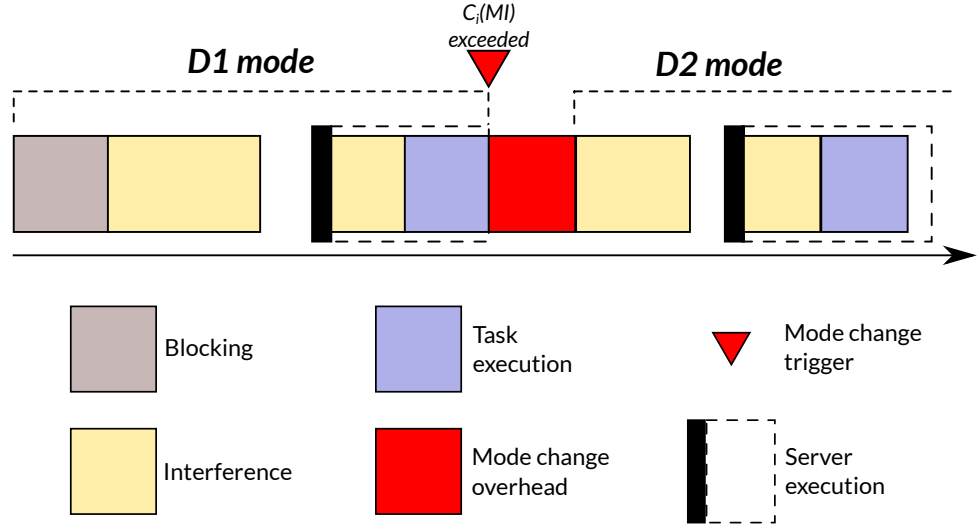 C_i(MI)
exceeded
D1 mode
D2 mode
Blocking
Task
execution
Mode change
trigger
Interference
Mode change
overhead
Server
execution